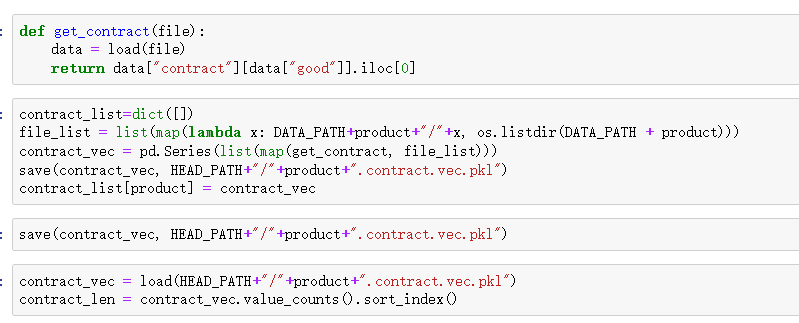 def get_contract(file):
    data = load(file)
    return data["contract"][data["good"]].iloc[0]
contract_list=dict([])
file_list = list(map(lambda x: DATA_PATH+product+"/"+x, os.listdir(DATA_PATH + product)))
contract_vec = pd.Series(list(map(get_contract, file_list)))
save(contract_vec, HEAD_PATH+"/"+product+".contract.vec.pkl")
contract_list[product] = contract_vec
save(contract_vec, HEAD_PATH+"/"+product+".contract.vec.pkl")
contract_vec = load(HEAD_PATH+"/"+product+".contract.vec.pkl")
contract_len = contract_vec.value_counts().sort_index()